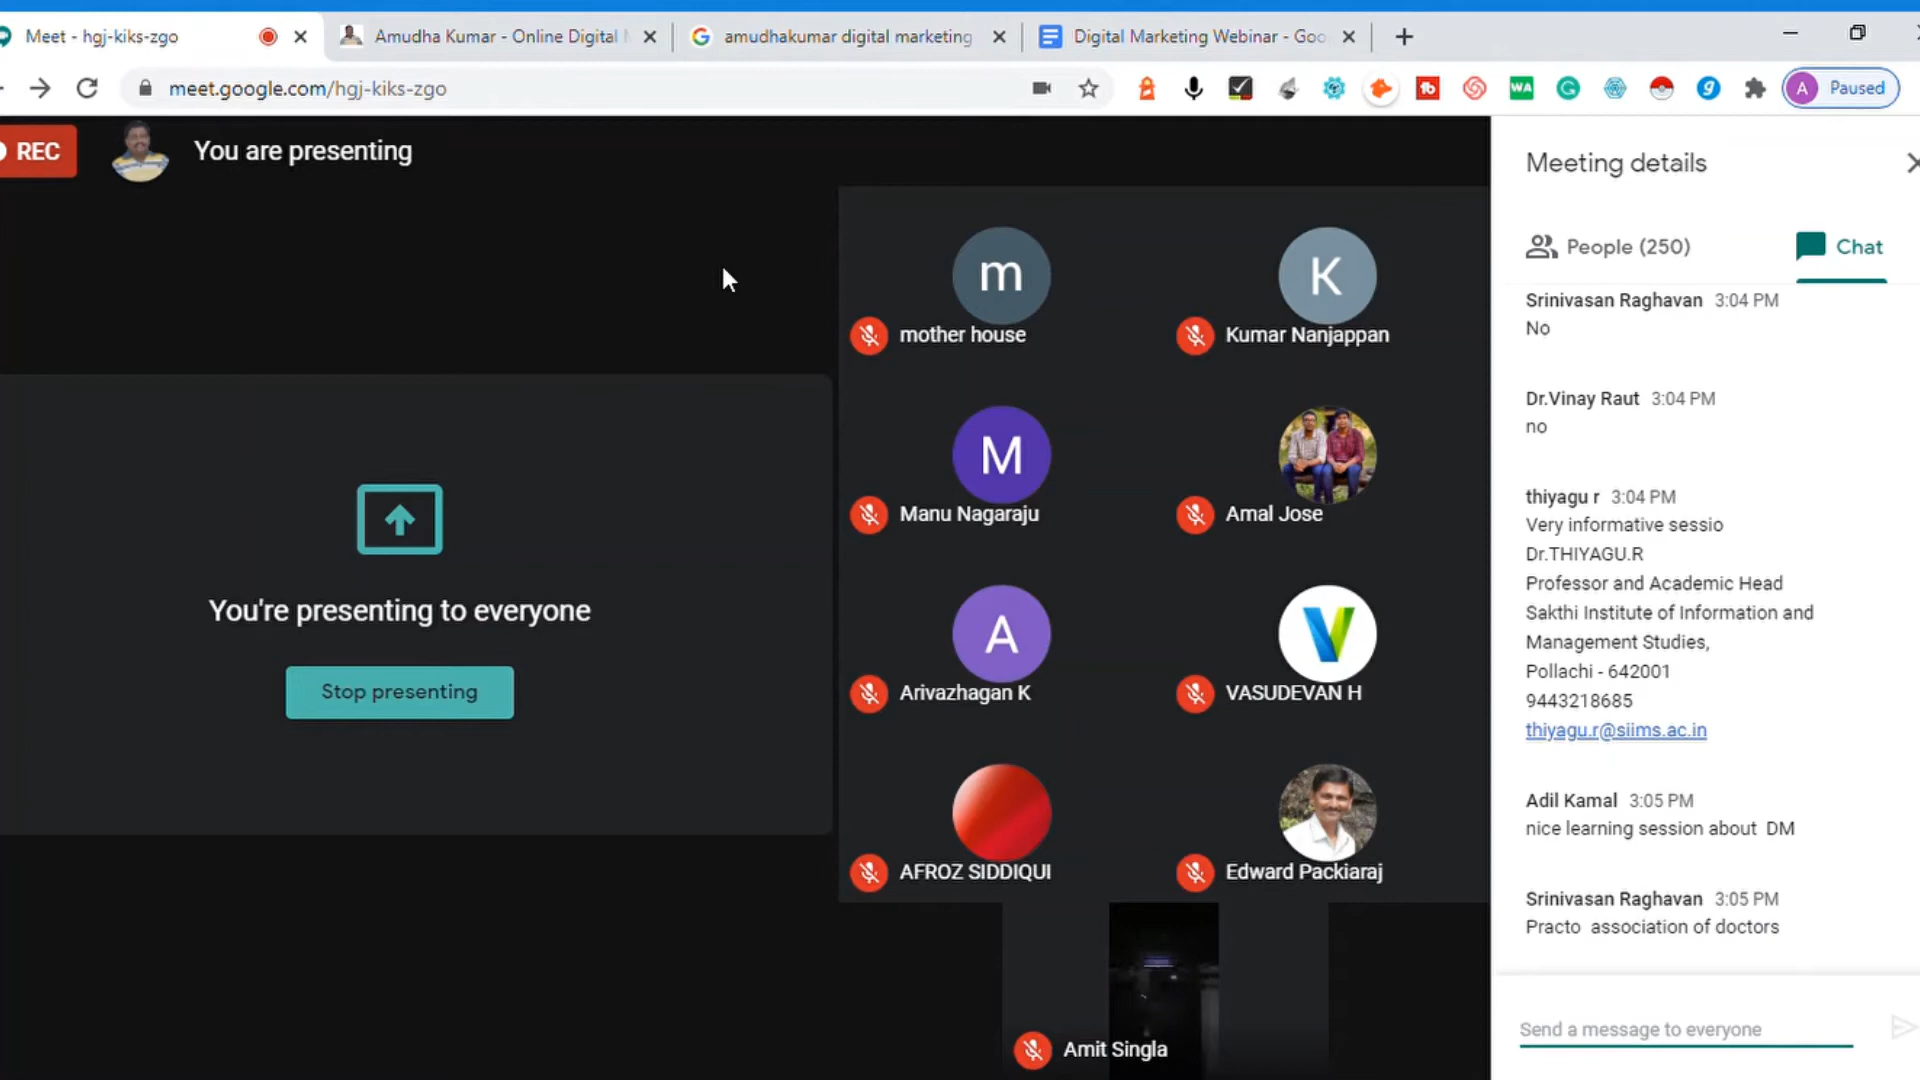 Meet - hgj-kiks-zgo
Amudha Kumar - Online Digital
amudhakumar digital marketing
Digital Marketing Webinar - Goo
meet.google.com/hgj-kiks-zgo
WA
A
Paused
REC
You are presenting
You're presenting to everyone
Stop presenting
m
mother house
K
Kumar Nanjappan
M
Manu Nagaraju
Amal Jose
A
Arivazhagan K
VASUDEVAN H
AFROZ SIDDIQUI
Edward Packiaraj
Amit Singla
Meeting details
People (250)
Chat
Srinivasan Raghavan 3:04 PM
No
Dr.Vinay Raut 3:04 PM
no
thiyagu r 3:04 PM
Very informative sessio
Dr.THIYAGU.R
Professor and Academic Head
Sakthi Institute of Information and
Management Studies,
Pollachi - 642001
9443218685
thiyagu.r@siims.ac.in
Adil Kamal 3:05 PM
nice learning session about DM
Srinivasan Raghavan 3:05 PM
Practo association of doctors
Send a message to everyone